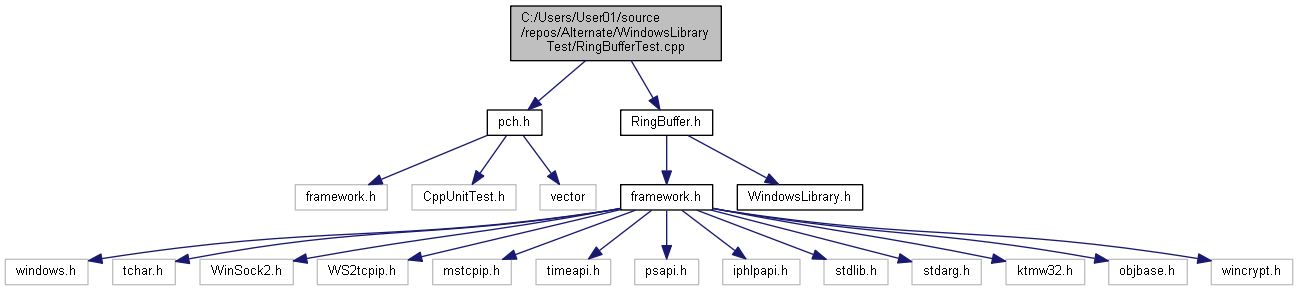 C:/Users/User01/source
/repos/Alternate/WindowsLibrary
Test/RingBufferTest.cpp
pch.h
RingBuffer.h
framework.h
CppUnitTest.h
vector
framework.h
WindowsLibrary.h
windows.h
tchar.h
WinSock2.h
WS2tcpip.h
mstcpip.h
timeapi.h
psapi.h
iphlpapi.h
stdlib.h
stdarg.h
ktmw32.h
objbase.h
wincrypt.h